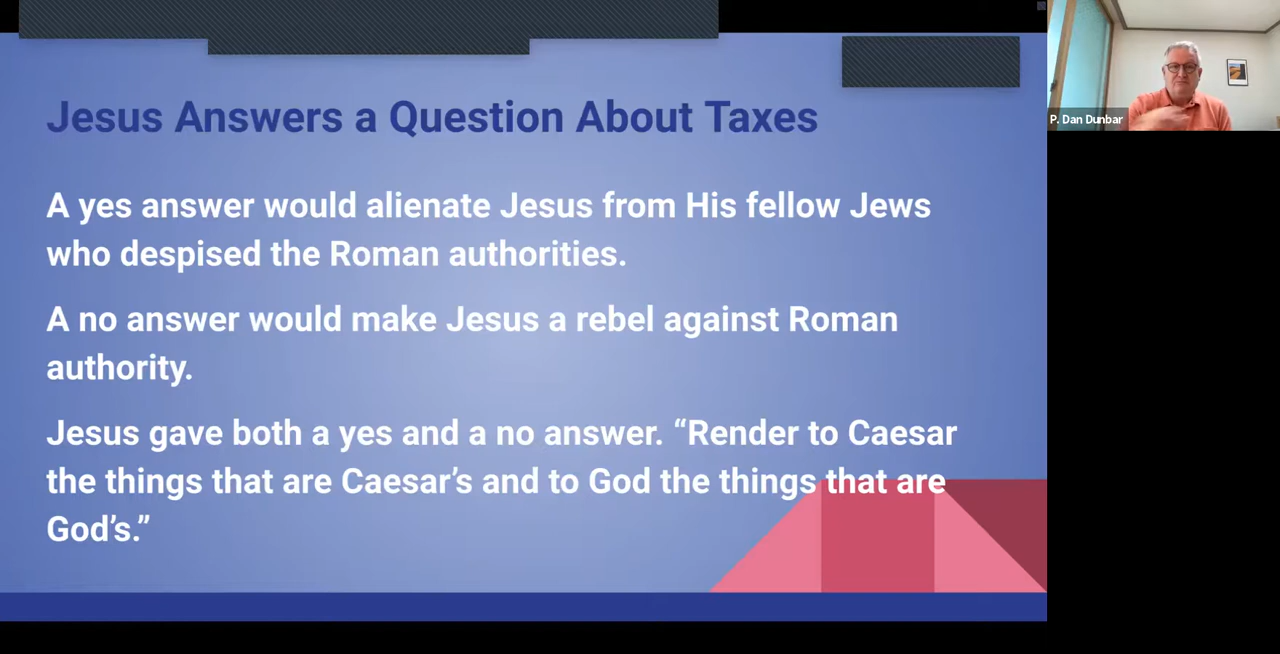 Jesus Answers a Question About Taxes
A yes answer would alienate Jesus from His fellow Jews
who despised the Roman authorities.
A no answer would make Jesus a rebel against Roman
authority.
Jesus gave both a yes and a no answer. “Render to Caesar
the things that are Caesar’s and to God the things that are
God’s.”
P. Dan Dunbar